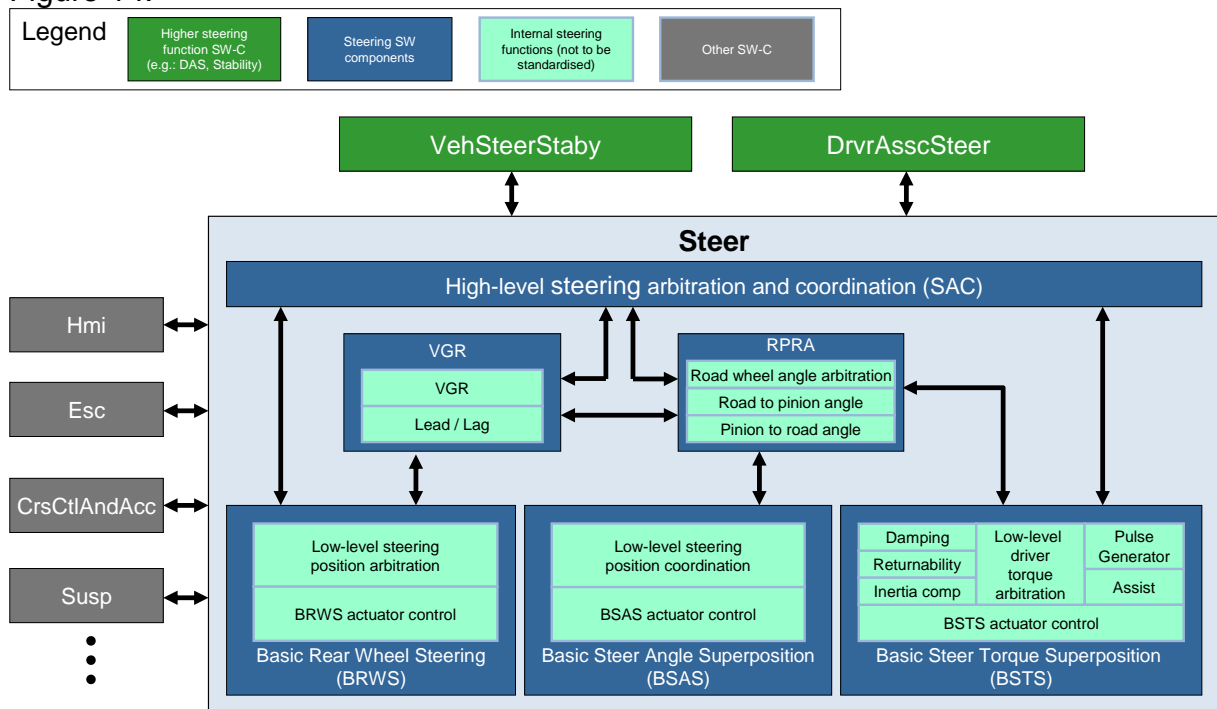 Legend
Higher steering
function SW-C
(e.g.: DAS, Stability)
Steering SW
components
Internal steering
functions (not to be
standardised)
Other SW-C
VehSteerStaby
DrvrAsscSteer
Steer
High-level steering arbitration and coordination (SAC)
Hmi
Esc
CrsCtlAndAcc
Susp
VGR
VGR
Lead / Lag
RPRA
Road wheel angle arbitration
Road to pinion angle
Pinion to road angle
Low-level steering
position arbitration
BRWS actuator control
Basic Rear Wheel Steering
(BRWS)
Low-level steering
position coordination
BSAS actuator control
Basic Steer Angle Superposition
(BSAS)
Damping
Returnability
Inertia comp
Low-level
driver
torque
arbitration
Pulse
Generator
Assist
BSTS actuator control
Basic Steer Torque Superposition
(BSTS)